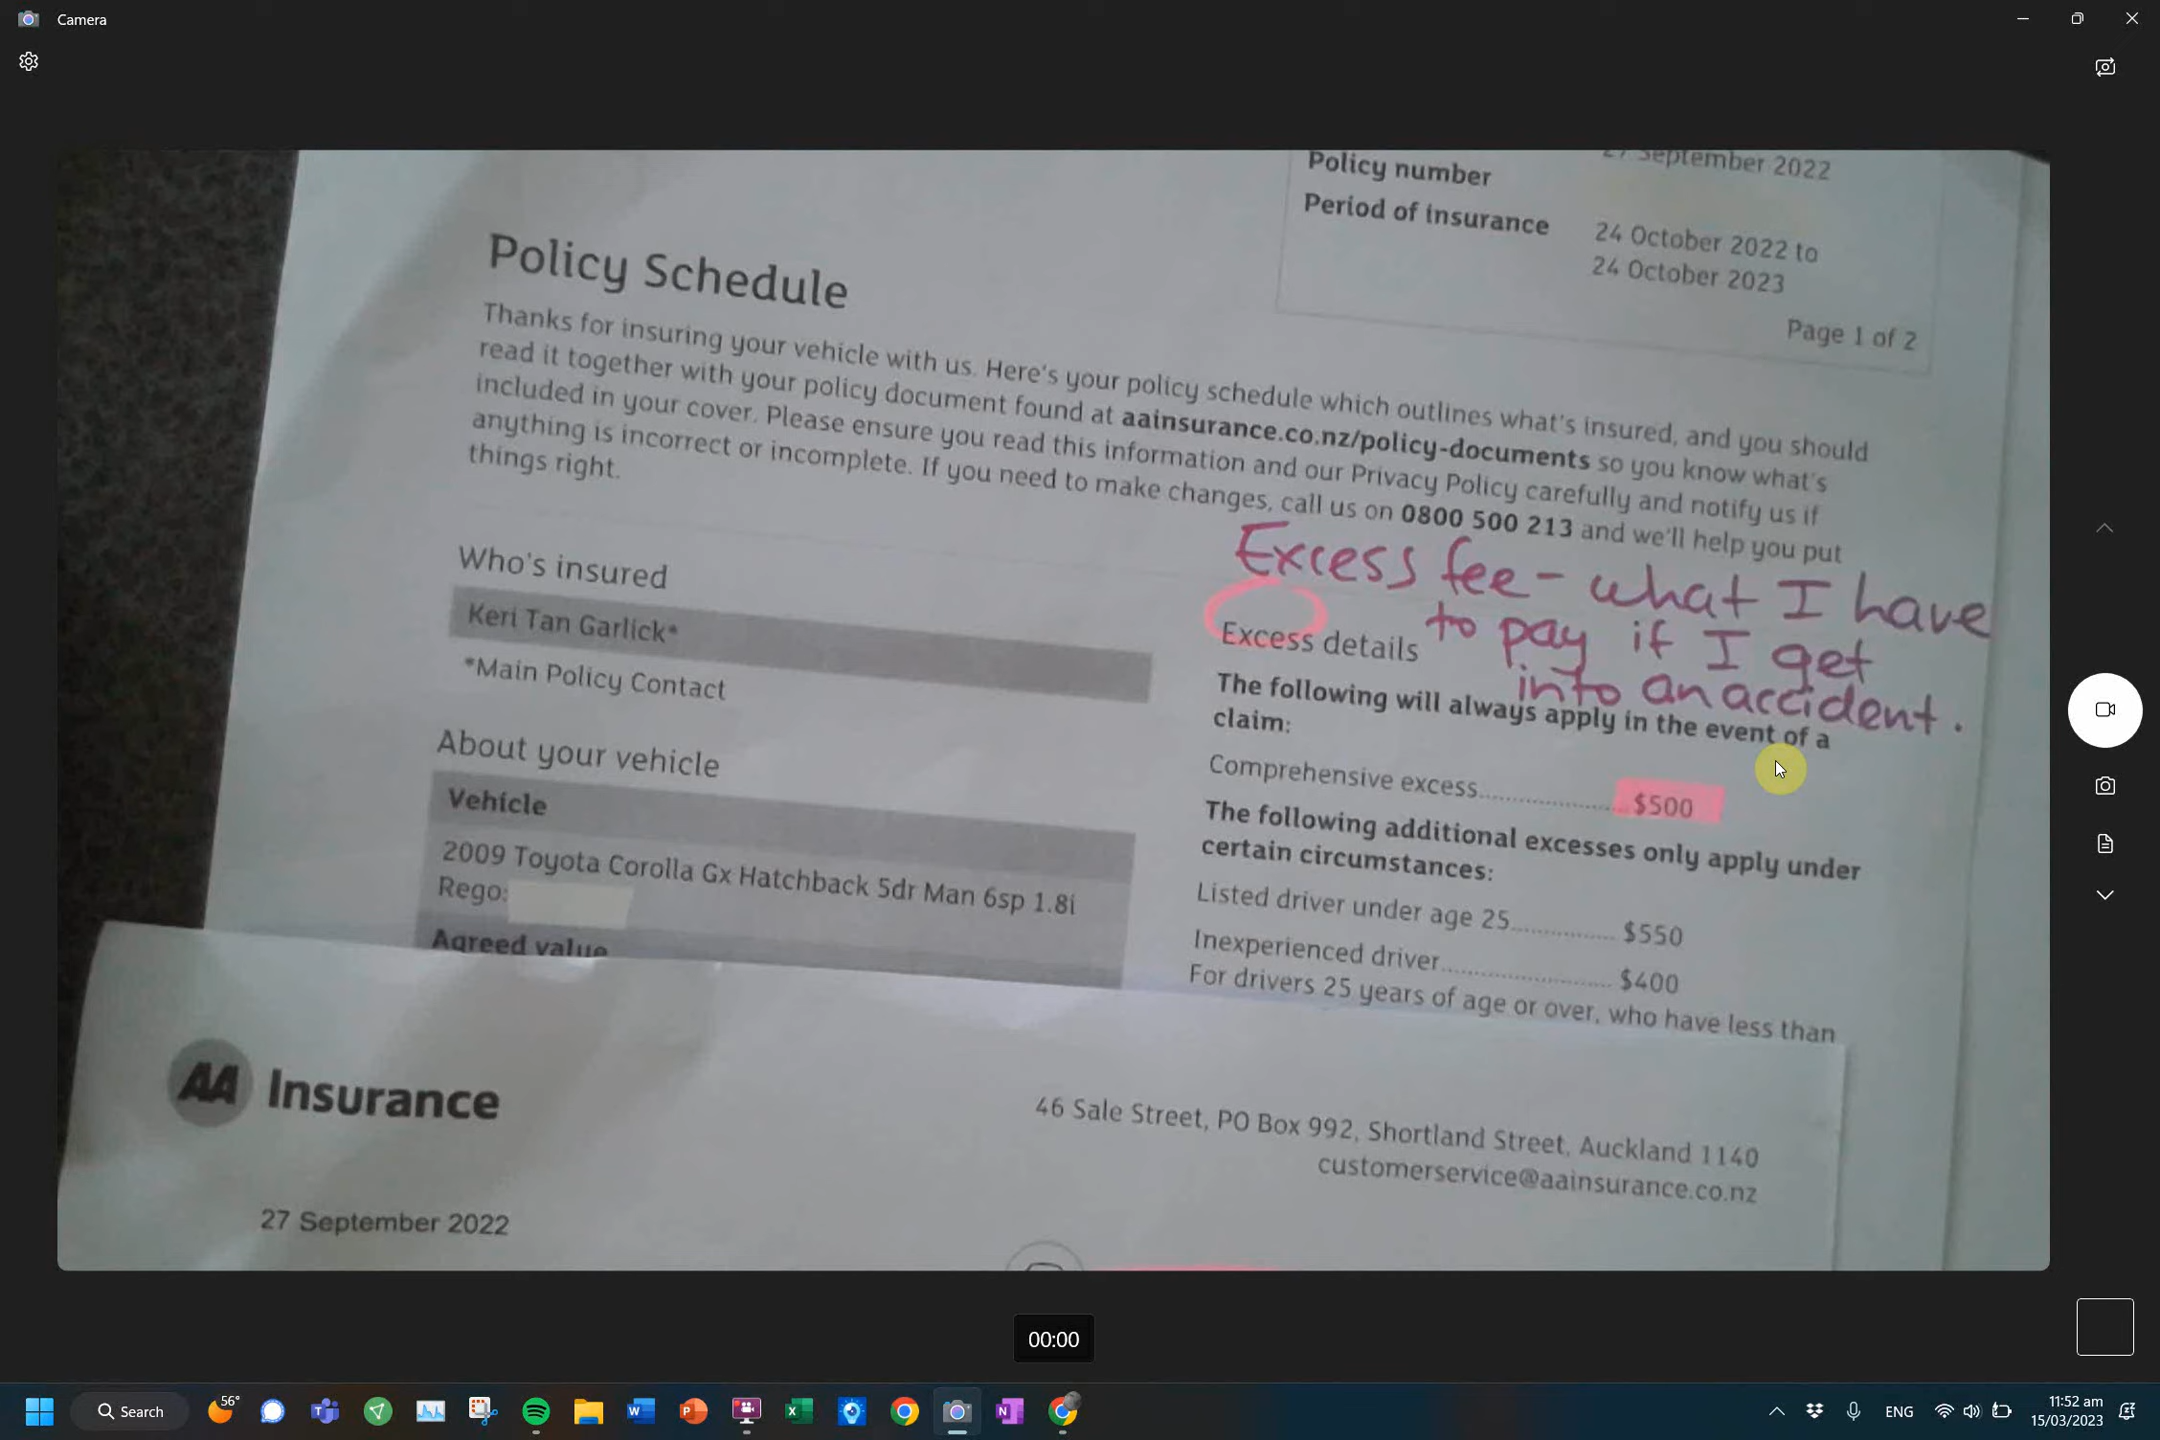 Camera
27 September 2022
Policy number
Period of insurance
24 October 2022 to
24 October 2023
Page 1 of 2
Policy Schedule
Thanks for insuring your vehicle with us. Here's your policy schedule which outlines what's insured, and you should
read it together with your policy document found at aainsurance.co.nz/policy-documents so you know what's
included in your cover. Please ensure you read this information and our Privacy Policy carefully and notify us if
anything is incorrect or incomplete. If you need to make changes, call us on 0800 500 213 and we'll help you put
things right.
Who's insured
Keri Tan Garlick*
*Main Policy Contact
About your vehicle
Vehicle
2009 Toyota Corolla Gx Hatchback 5dr Man 6sp 1.8i
Rego:
Agreed value
Excess fee - what I have
to pay if I get
into an accident.
Excess details
The following will always apply in the event of a
claim:
Comprehensive excess.................... $500
The following additional excesses only apply under
certain circumstances:
Listed driver under age 25............... $550
Inexperienced driver........................ $400
For drivers 25 years of age or over, who have less than
AA Insurance
46 Sale Street, PO Box 992, Shortland Street, Auckland 1140
customerservice@aainsurance.co.nz
27 September 2022
00:00
Search
56°
ENG
11:52 am
15/03/2023